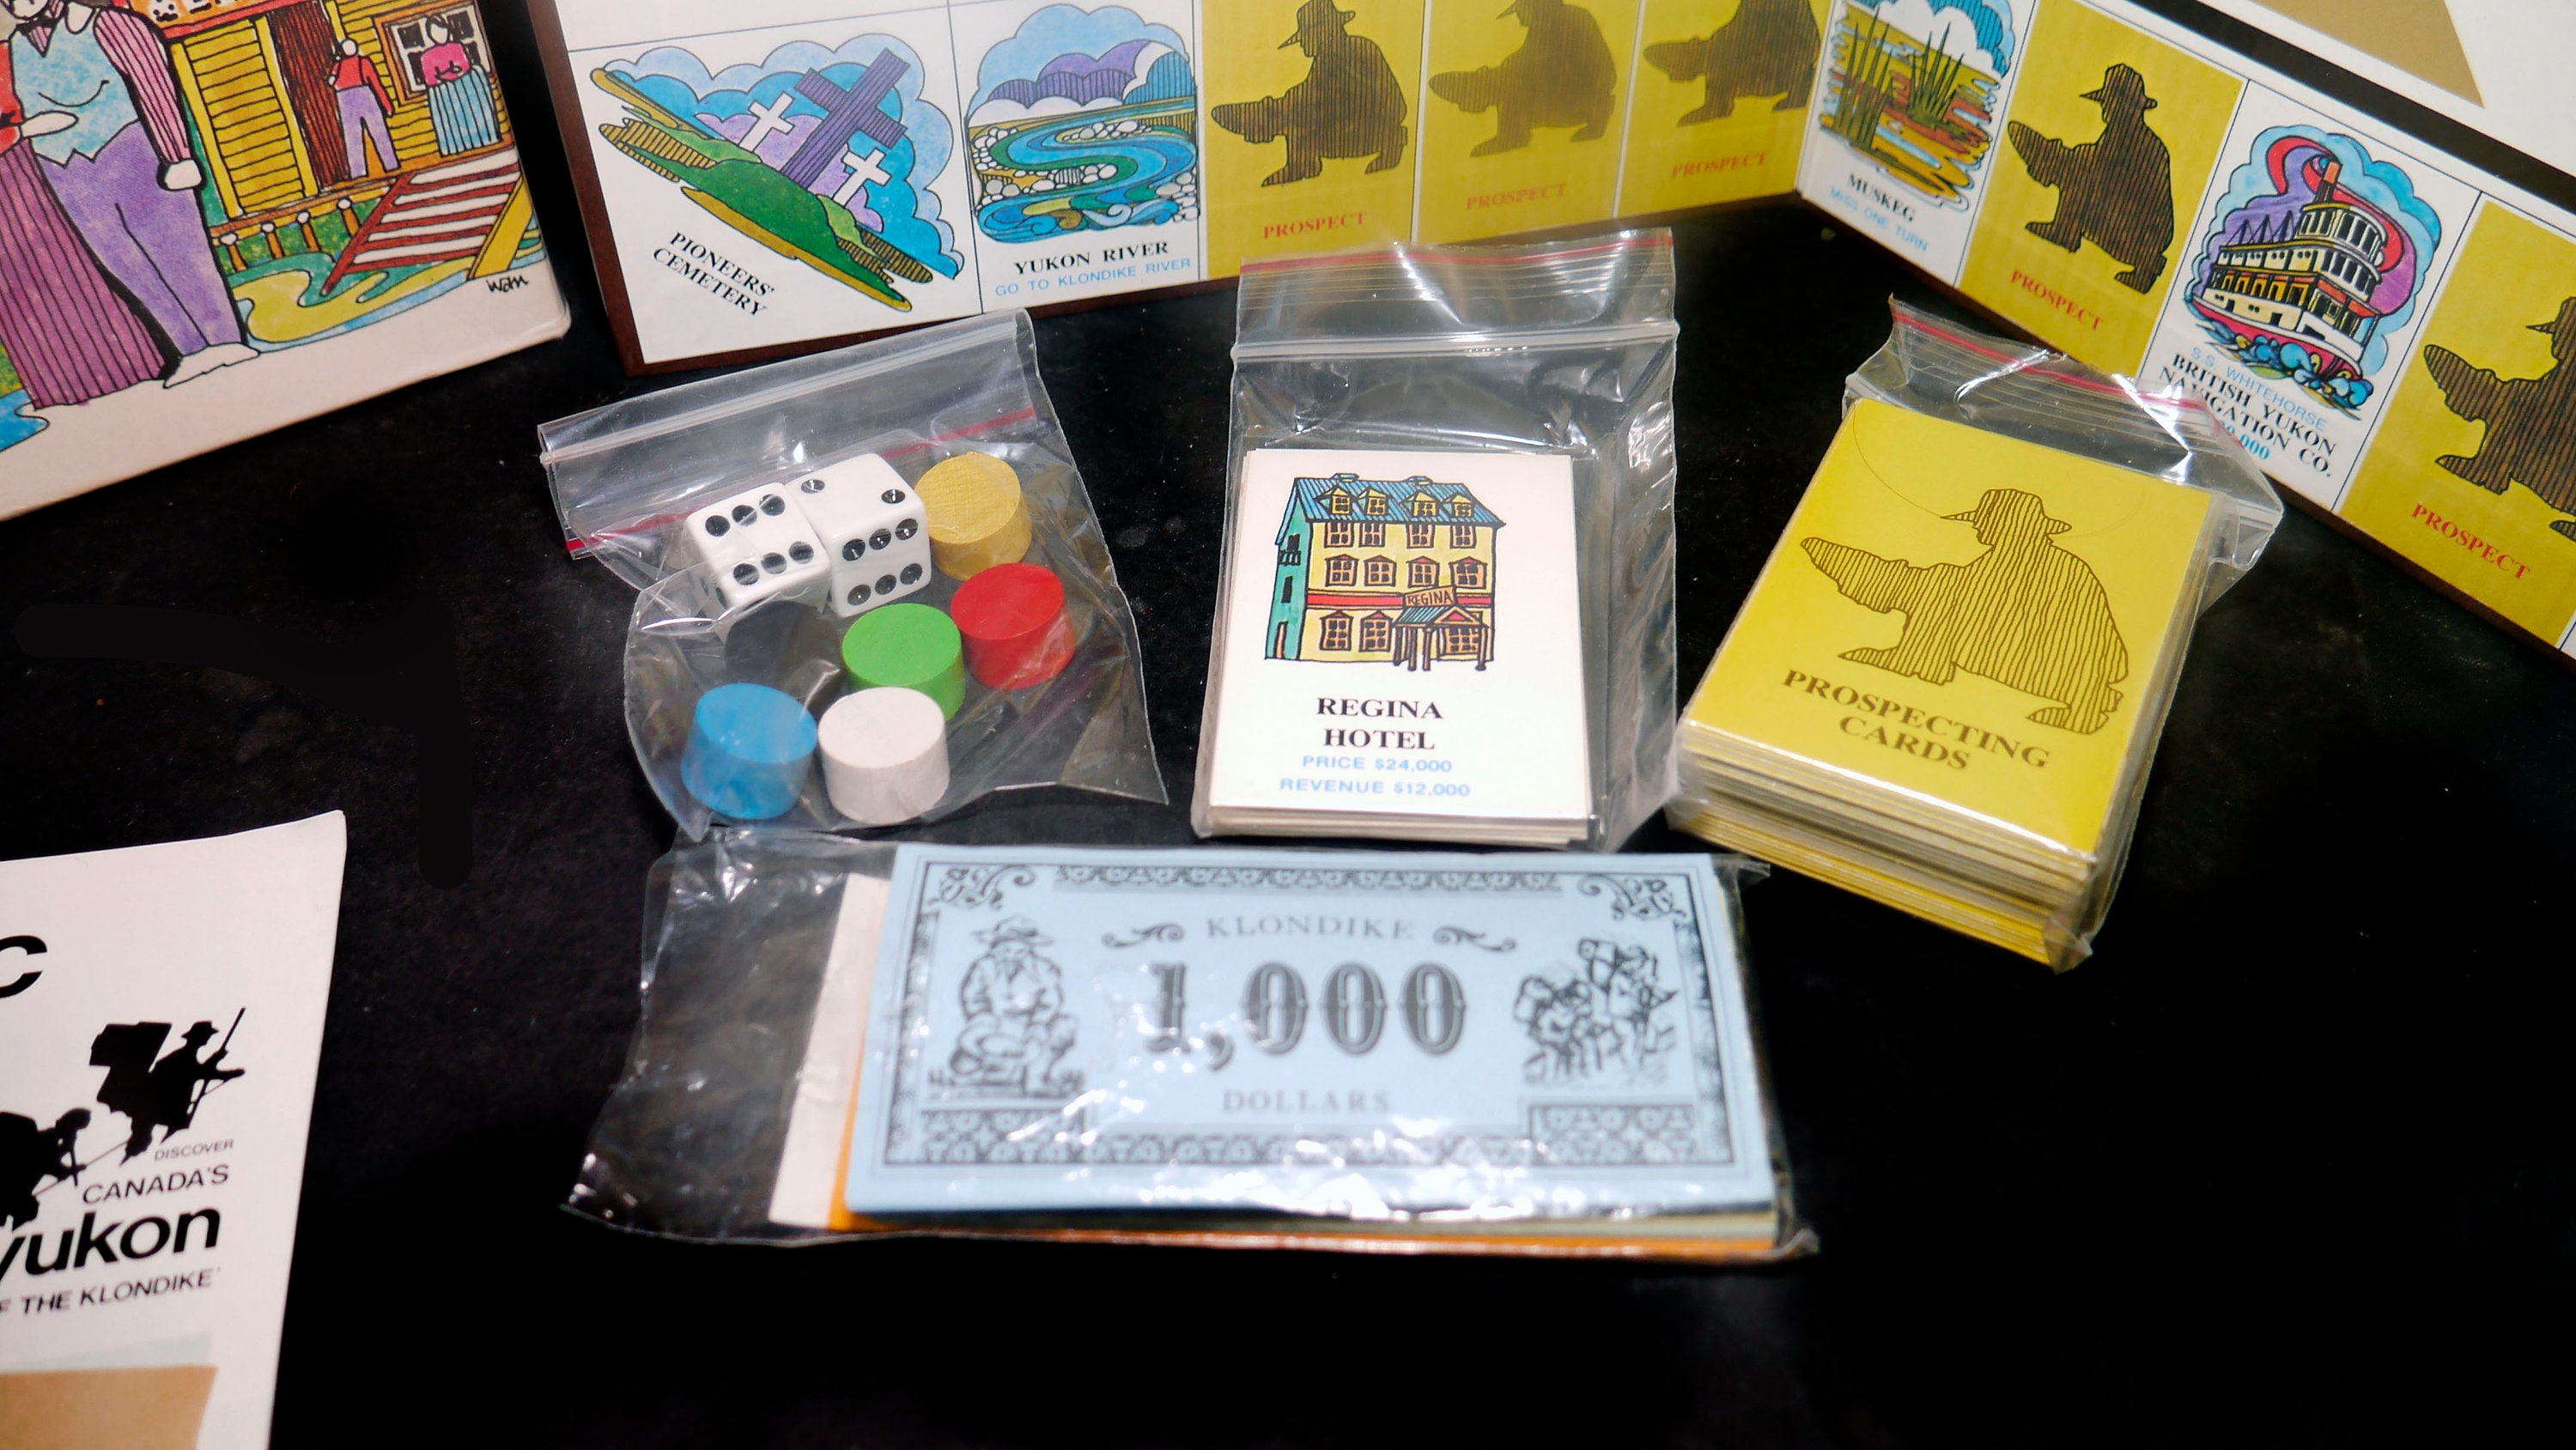 PIONEERS'
CEMETERY
YUKON RIVER
GO TO KLONDIKE RIVER
PROSPECT
PROSPECT
PROSPECT
MUSKEG
MISS ONE TURN
PROSPECT
S.S. WHITEHORSE
BRITISH YUKON
NAVIGATION CO.
PROSPECT
REGINA
REGINA
HOTEL
PRICE $24,000
REVENUE $12,000
PROSPECTING
CARDS
KLONDIKE
1,000
DOLLARS
C
DISCOVER
CANADA'S
yukon
THE KLONDIKE